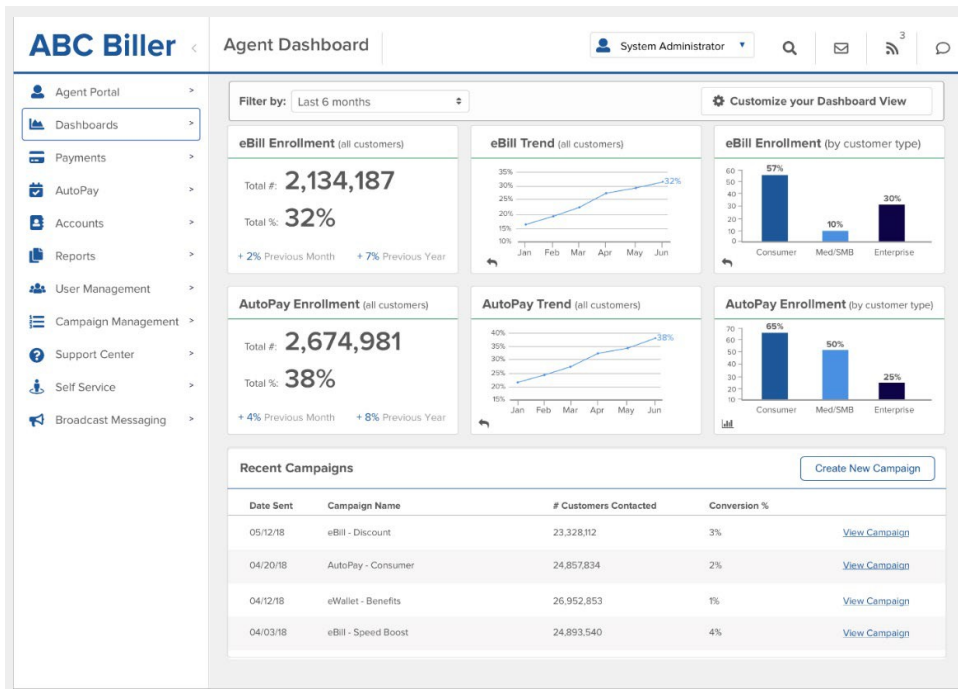 ABC Biller <
Agent Dashboard
System Administrator
3
Agent Portal >
Dashboards >
Payments >
AutoPay >
Accounts >
Reports >
User Management >
Campaign Management >
Support Center >
Self Service >
Broadcast Messaging >
Filter by: Last 6 months
Customize your Dashboard View
eBill Enrollment (all customers)
Total #: 2,134,187
Total %: 32%
+ 2% Previous Month + 7% Previous Year
eBill Trend (all customers)
35%
30%
25%
20%
15%
10%
32%
Jan Feb Mar Apr May Jun
eBill Enrollment (by customer type)
60
50
40
30
20
10
0
57%
10%
30%
Consumer Med/SMB Enterprise
AutoPay Enrollment (all customers)
Total #: 2,674,981
Total %: 38%
+ 4% Previous Month + 8% Previous Year
AutoPay Trend (all customers)
40%
35%
30%
25%
20%
15%
38%
Jan Feb Mar Apr May Jun
AutoPay Enrollment (by customer type)
70
60
50
40
30
20
10
65%
50%
25%
Consumer Med/SMB Enterprise
Recent Campaigns
Create New Campaign
Date Sent Campaign Name # Customers Contacted Conversion %
05/12/18 eBill - Discount 23,328,112 3% View Campaign
04/20/18 AutoPay - Consumer 24,857,834 2% View Campaign
04/12/18 eWallet - Benefits 26,952,853 1% View Campaign
04/03/18 eBill - Speed Boost 24,893,540 4% View Campaign